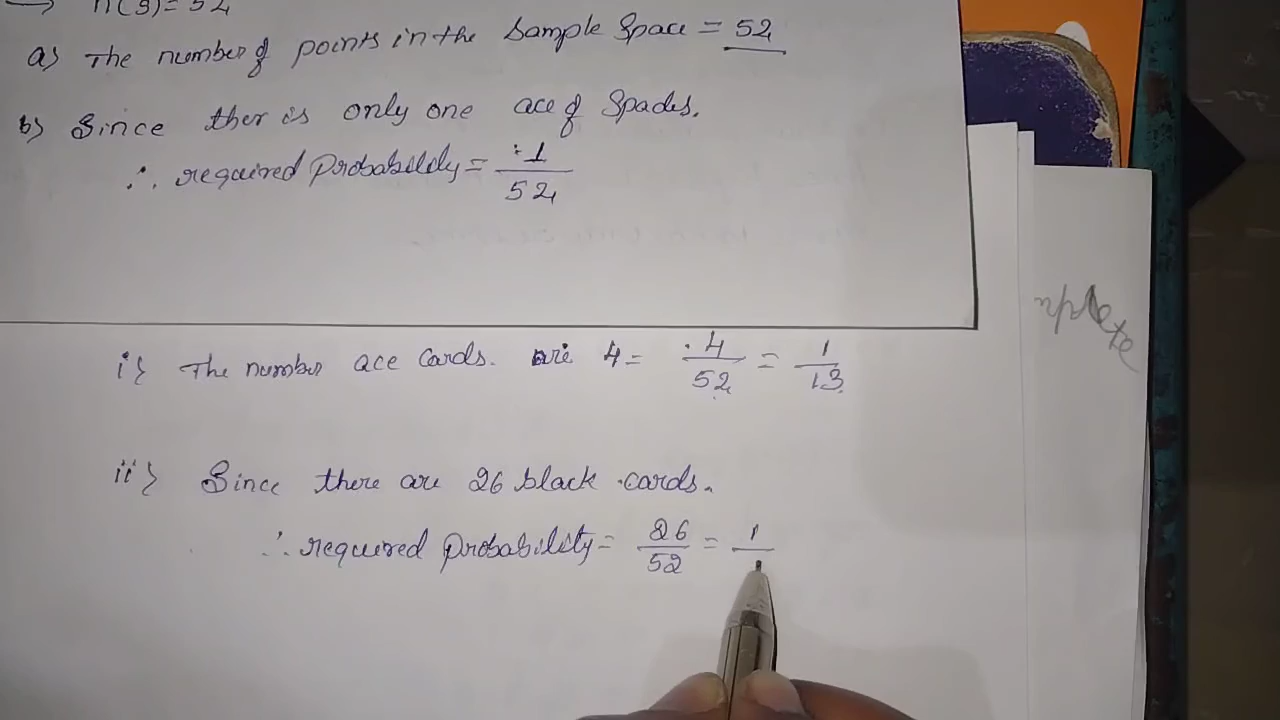 → n(S)=52
a) The number of points in the Sample Space = 52
b) Since ther is only one ace of Spades.
∴ required Probability = 1/52
i} The number ace cards. are 4 = 4/52 = 1/13
ii} Since there are 26 black cards.
∴ required Probability = 26/52 = 1/